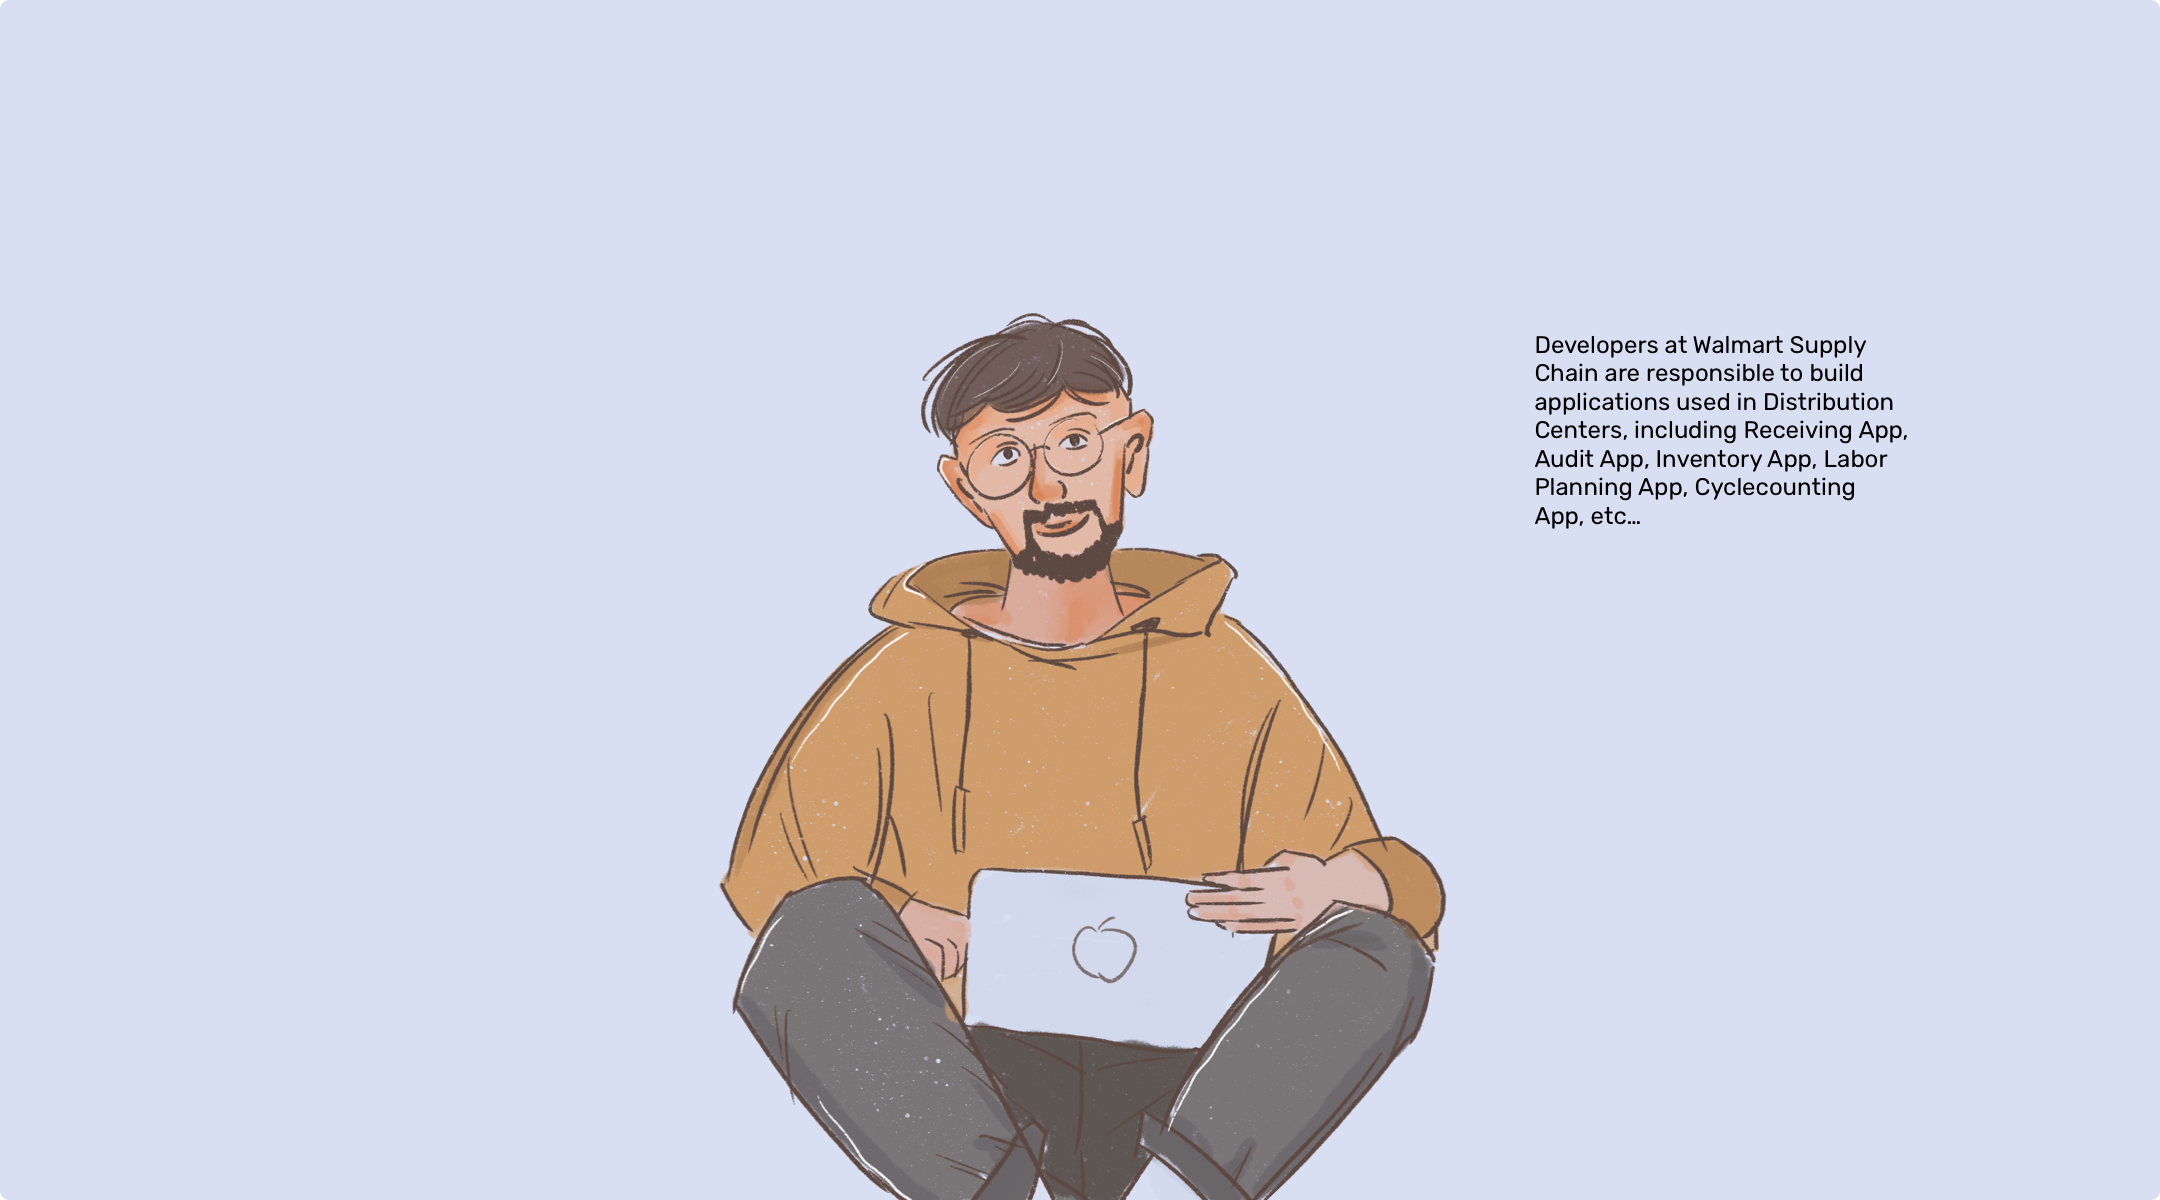 Developers at Walmart Supply
Chain are responsible to build
applications used in Distribution
Centers, including Receiving App,
Audit App, Inventory App, Labor
Planning App, Cyclecounting
App, etc…